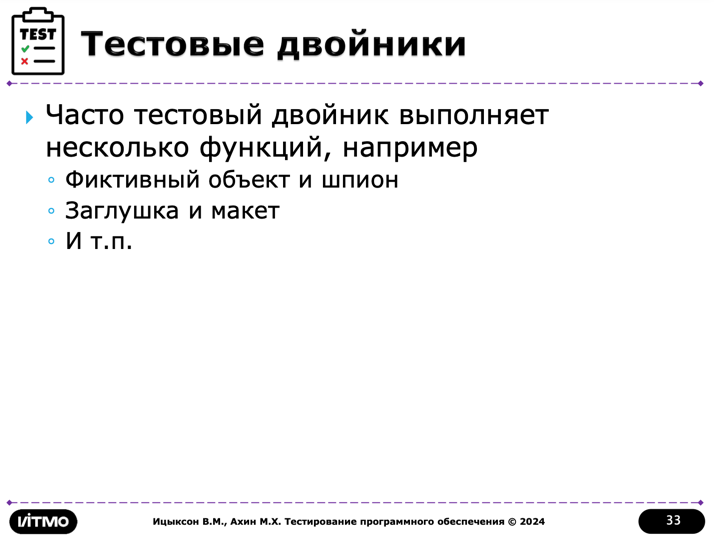 TEST
Тестовые двойники
Часто тестовый двойник выполняет
несколько функций, например
Фиктивный объект и шпион
Заглушка и макет
И т.п.
ИТМО
Ицыксон В.М., Ахин М.Х. Тестирование программного обеспечения © 2024
33